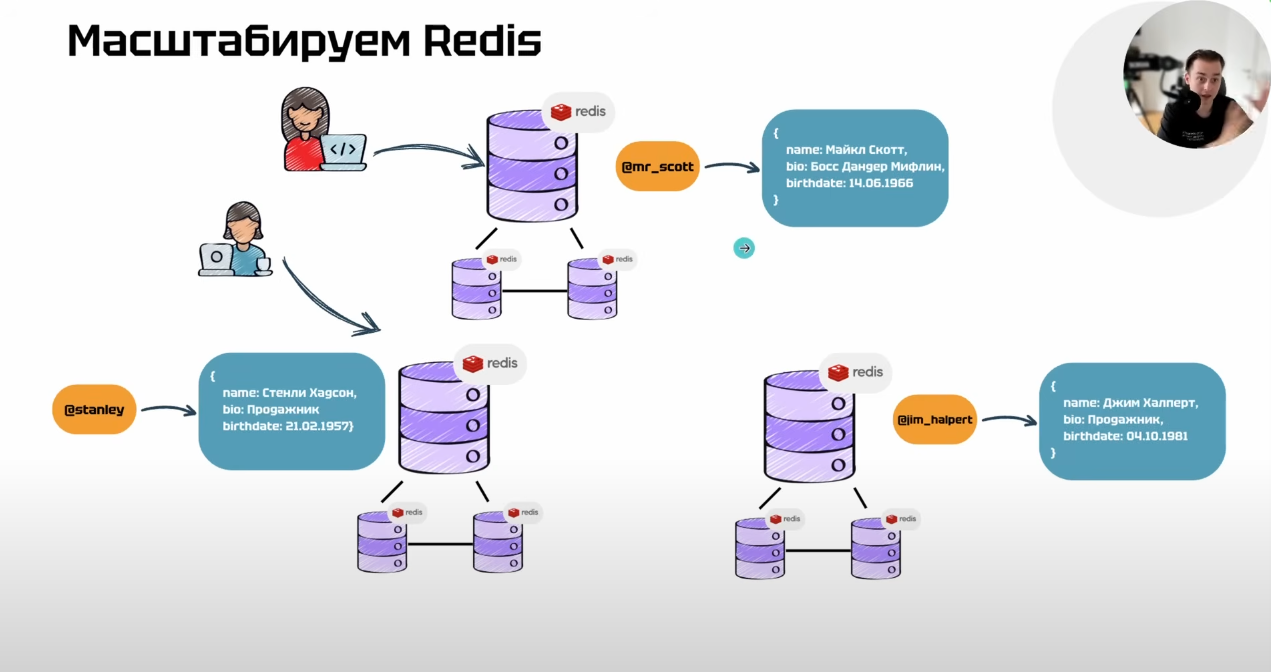 Масштабируем Redis
redis
</>
@mr_scott
{
name: Майкл Скотт,
bio: Босс Дандер Мифлин,
birthdate: 14.06.1966
}
redis
redis
redis
@stanley
{
name: Стенли Хадсон,
bio: Продажник
birthdate: 21.02.1957}
redis
@jim_halpert
{
name: Джим Халперт,
bio: Продажник,
birthdate: 04.10.1981
}
redis
redis
redis
redis